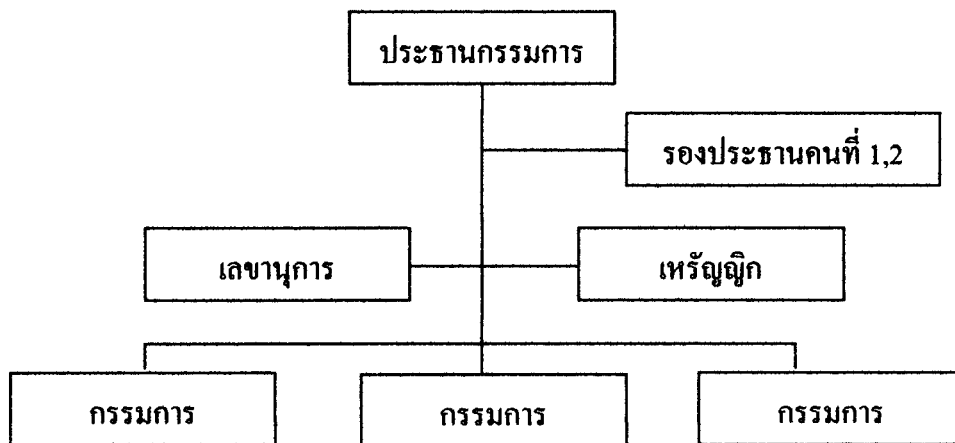 ประธานกรรมการ
รองประธานคนที่ 1,2
เลขานุการ
เหรัญญิก
กรรมการ
กรรมการ
กรรมการ